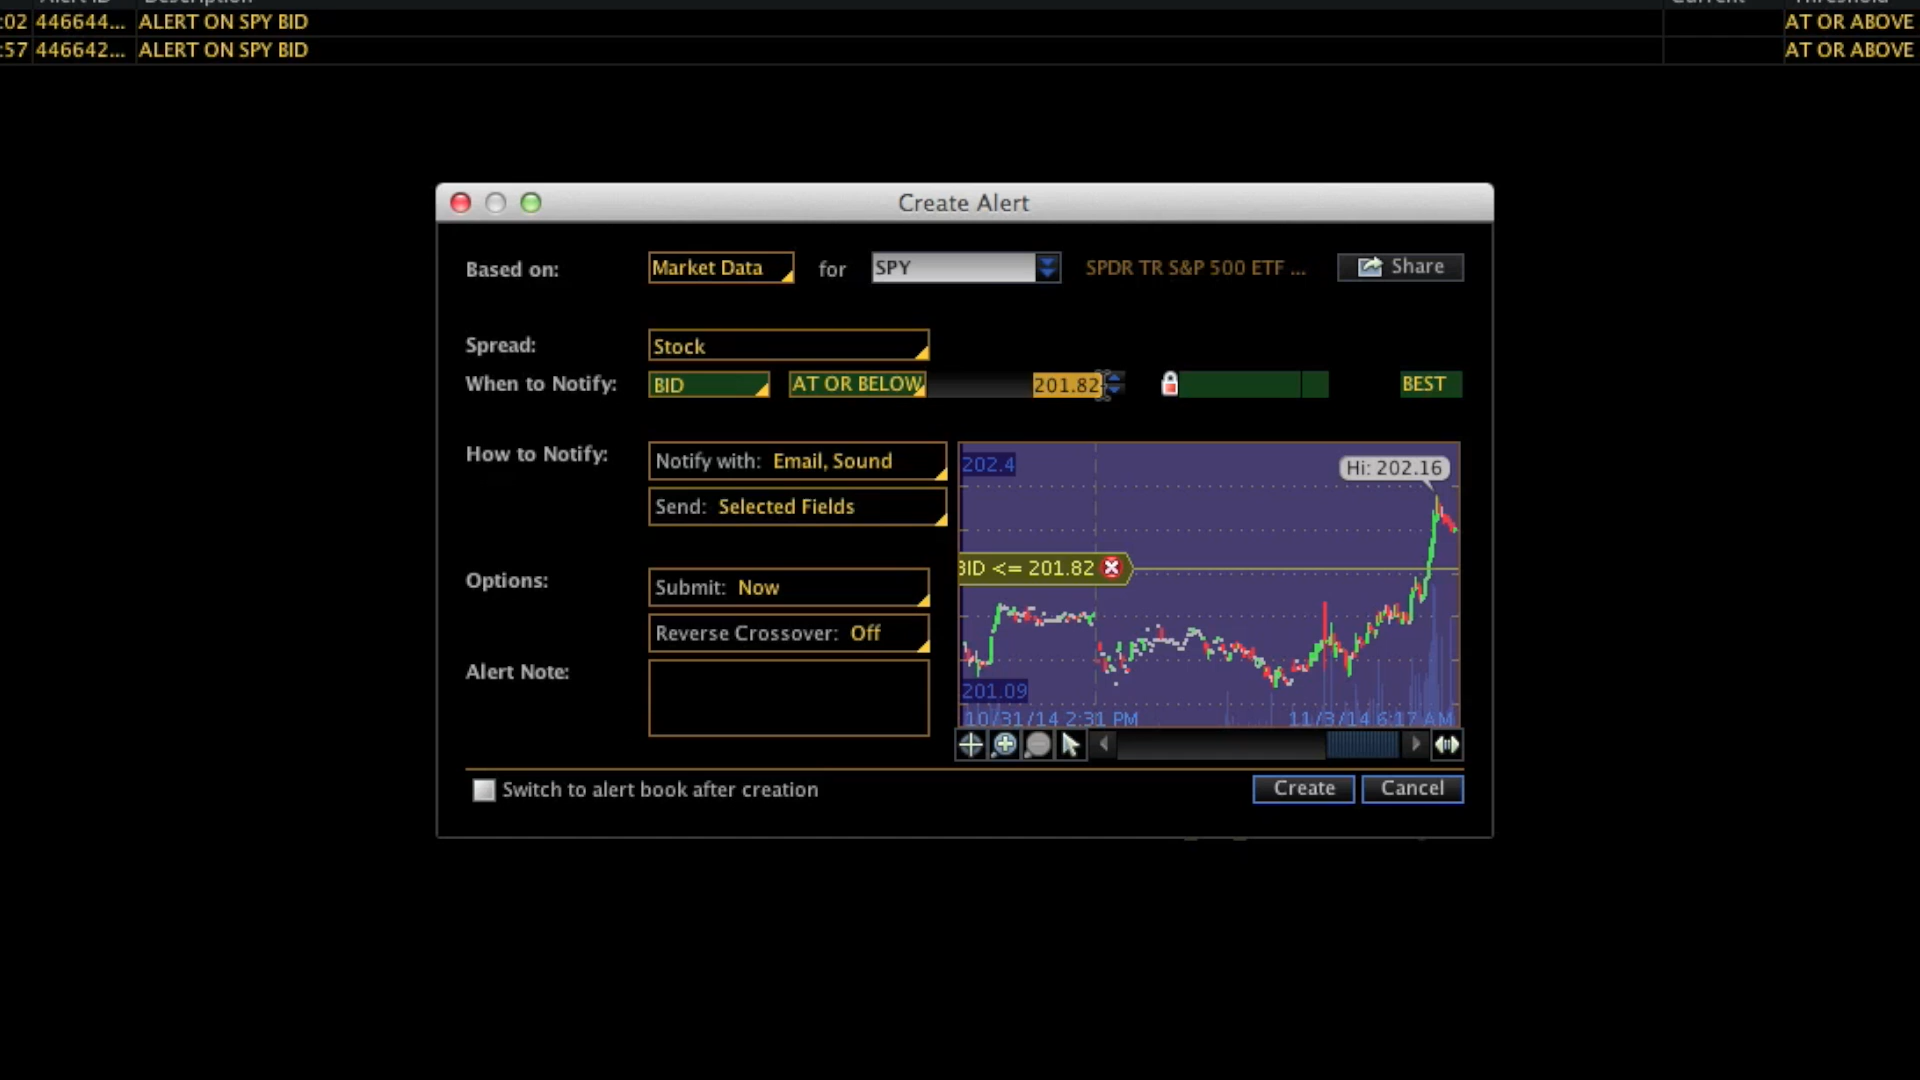 :02 446644... ALERT ON SPY BID AT OR ABOVE
:57 446642... ALERT ON SPY BID AT OR ABOVE
Create Alert
Based on: Market Data for SPY SPDR TR S&P 500 ETF ... Share
Spread: Stock
When to Notify: BID AT OR BELOW 201.82 BEST
How to Notify: Notify with: Email, Sound
Send: Selected Fields
202.4
Hi: 202.16
BID <= 201.82
201.09
10/31/14 2:31 PM 11/3/14 6:17 AM
Options: Submit: Now
Reverse Crossover: Off
Alert Note:
Switch to alert book after creation Create Cancel